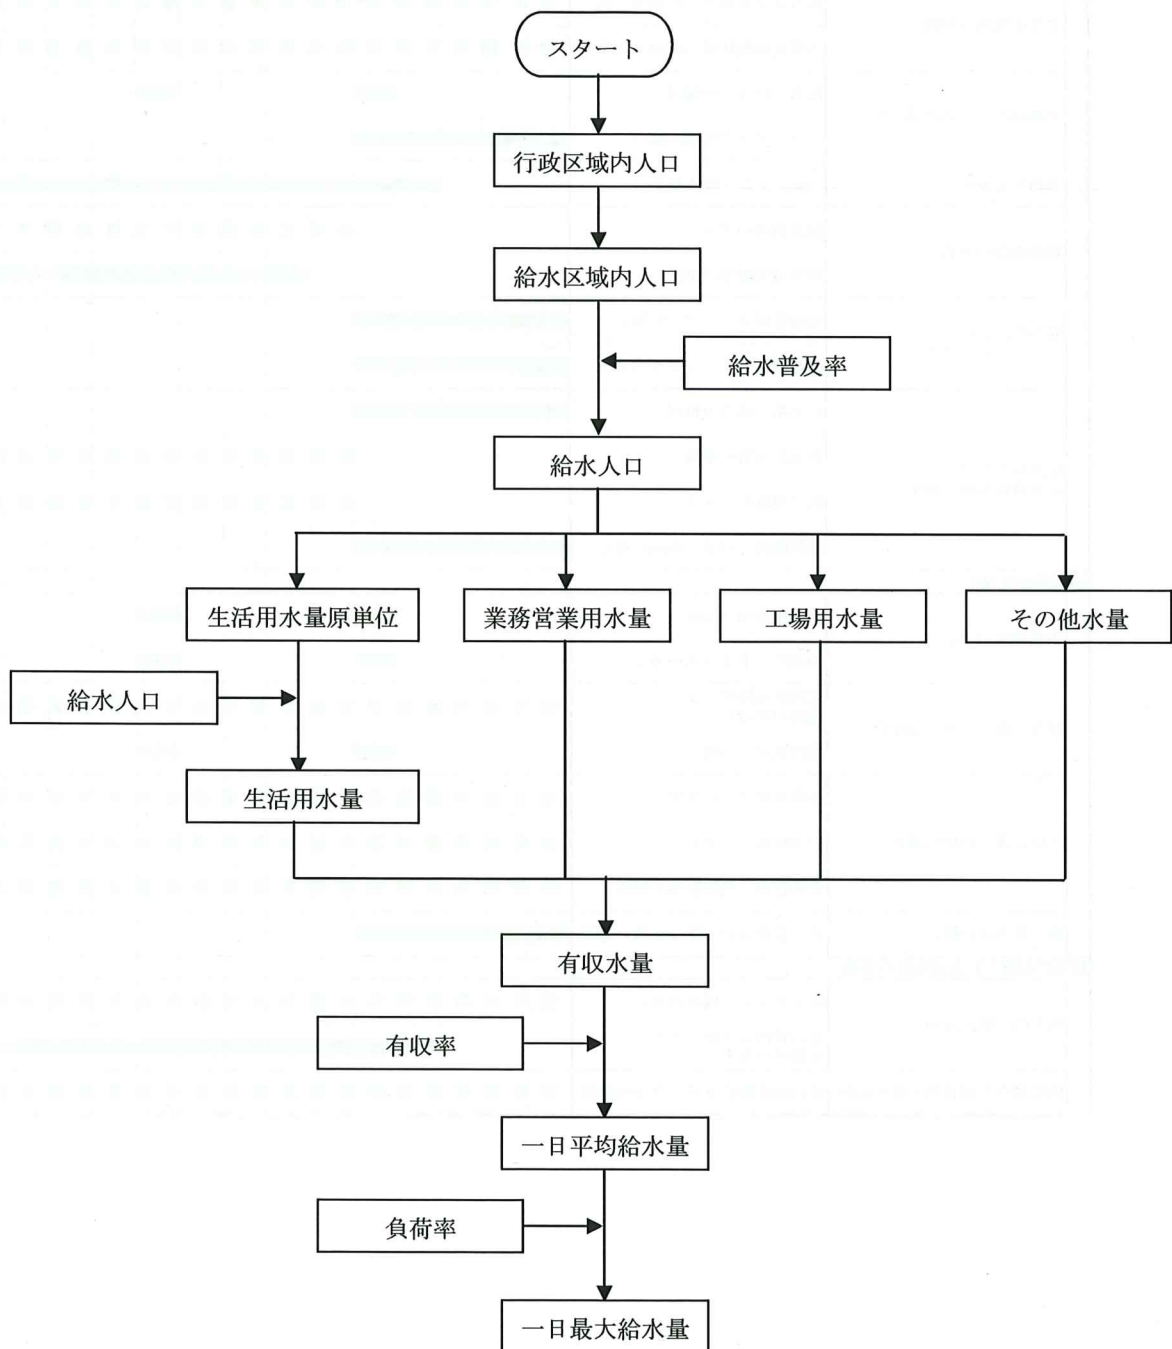 スタート
行政区域内人口
給水区域内人口
給水普及率
給水人口
生活用水量原単位
業務営業用水量
工場用水量
その他水量
給水人口
生活用水量
有収水量
有収率
一日平均給水量
負荷率
一日最大給水量